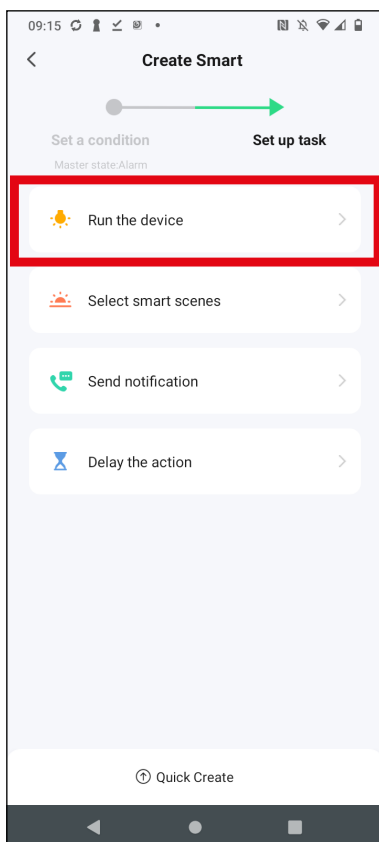 09:15
Create Smart
Set a condition
Set up task
Master state:Alarm
Run the device
Select smart scenes
Send notification
Delay the action
Quick Create